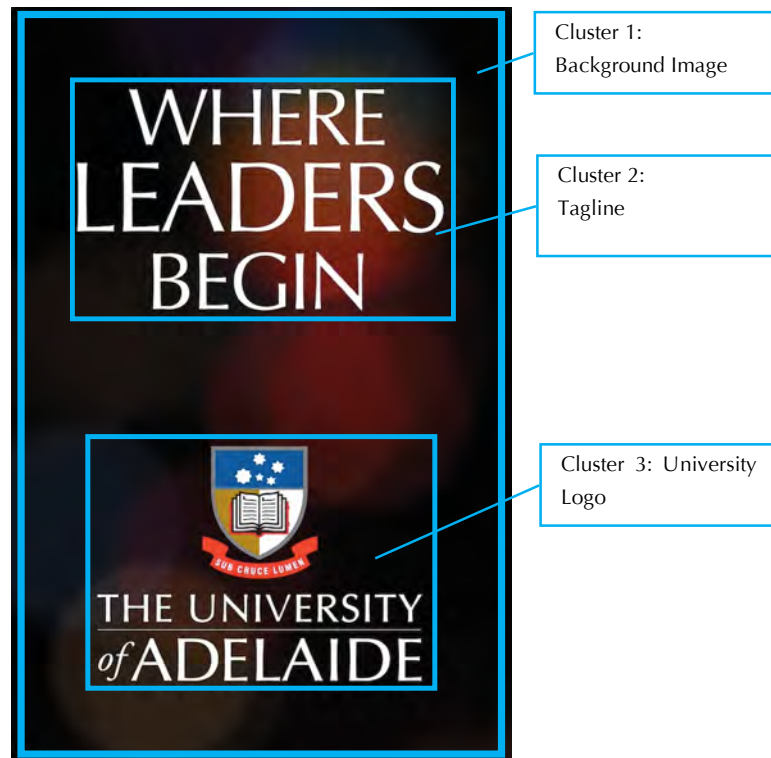 Cluster 1:
Background Image
WHERE
LEADERS
BEGIN
Cluster 2:
Tagline
Cluster 3: University
Logo
SUB CRUCE LUMEN
THE UNIVERSITY
of ADELAIDE